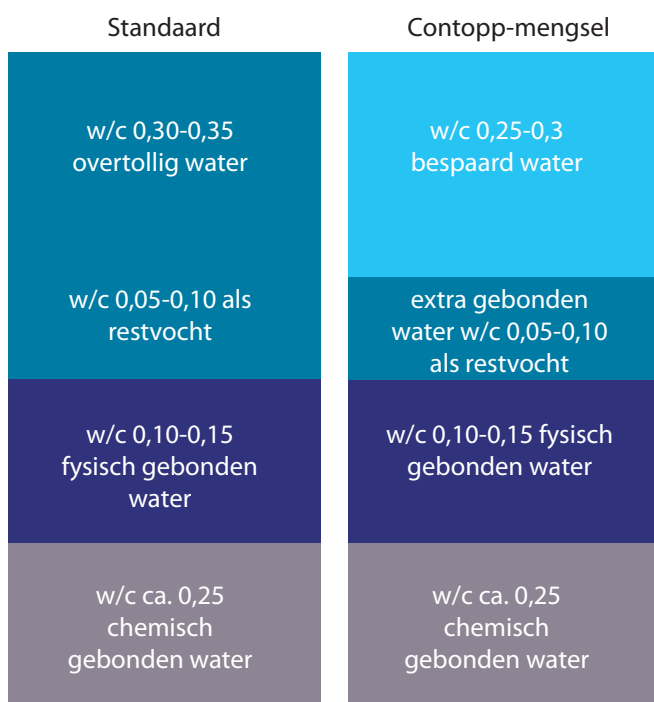 Standaard
w/c 0,30-0,35
overtollig water
w/c 0,05-0,10 als
restvocht
w/c 0,10-0,15
fysisch gebonden
water
w/c ca. 0,25
chemisch
gebonden water
Contopp-mengsel
w/c 0,25-0,3
bespaard water
extra gebonden
water w/c 0,05-0,10
als restvocht
w/c 0,10-0,15 fysisch
gebonden water
w/c ca. 0,25
chemisch
gebonden water